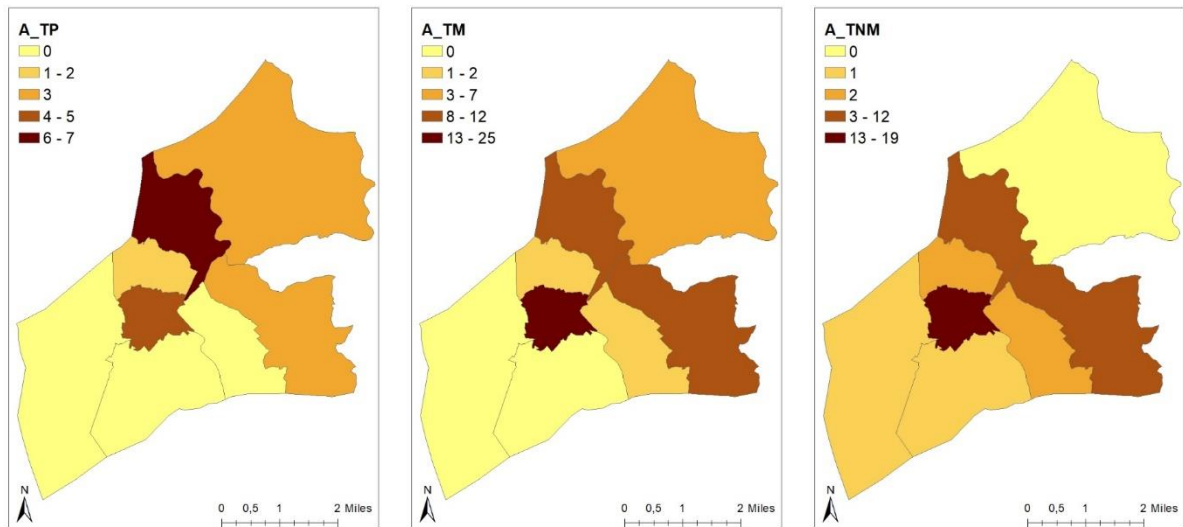 A_TP
0
1 - 2
3
4 - 5
6 - 7
N
0 0,5 1 2 Miles
A_TM
0
1 - 2
3 - 7
8 - 12
13 - 25
N
0 0,5 1 2 Miles
A_TNM
0
1
2
3 - 12
13 - 19
N
0 0,5 1 2 Miles